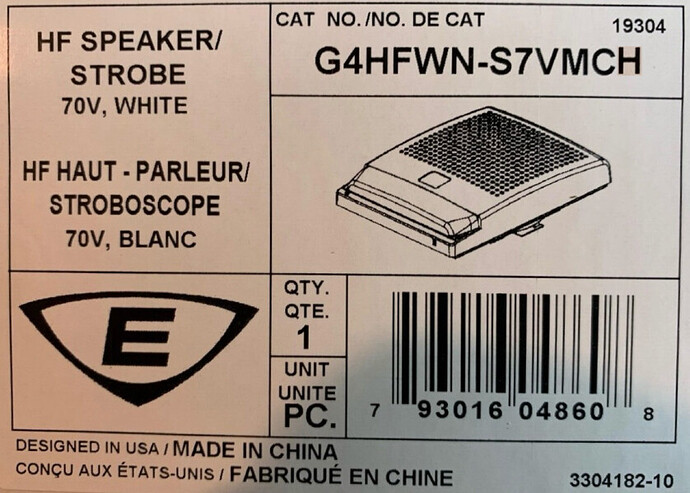 HF SPEAKER/
STROBE
70V, WHITE
HF HAUT - PARLEUR/
STROBOSCOPE
70V, BLANC
CAT NO./NO. DE CAT
19304
G4HFWN-S7VMCH
E
QTY.
QTE.
1
UNIT
UNITE
PC.
7 93016 04860 8
DESIGNED IN USA / MADE IN CHINA
CONÇU AUX ÉTATS-UNIS / FABRIQUÉ EN CHINE
3304182-10